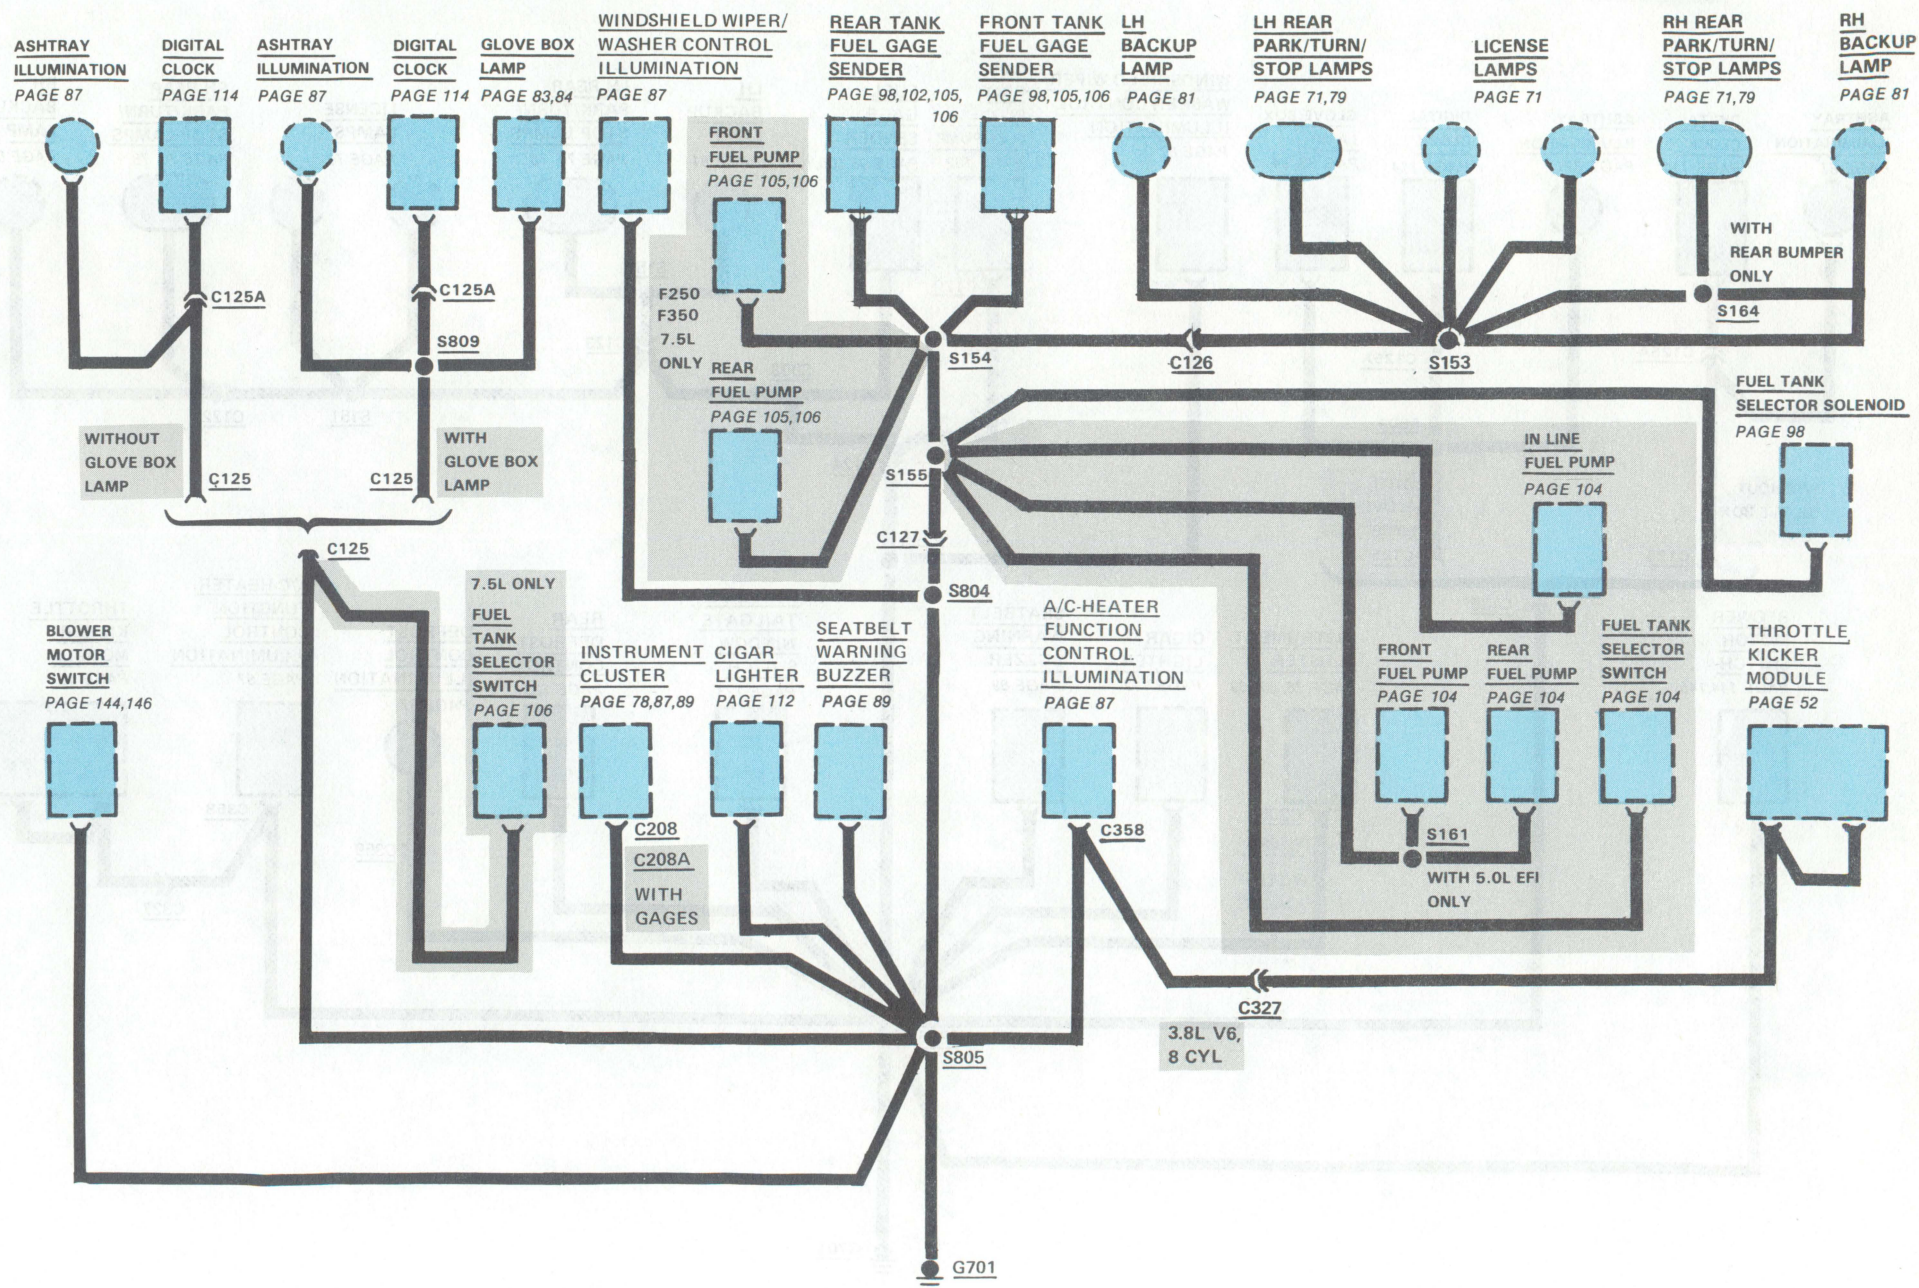 ASHTRAY
ILLUMINATION
PAGE 87
DIGITAL
CLOCK
PAGE 114
ASHTRAY
ILLUMINATION
PAGE 87
DIGITAL
CLOCK
PAGE 114
GLOVE BOX
LAMP
PAGE 83,84
WINDSHIELD WIPER/
WASHER CONTROL
ILLUMINATION
PAGE 87
REAR TANK
FUEL GAGE
SENDER
PAGE 98,102,105,
106
FRONT TANK
FUEL GAGE
SENDER
PAGE 98,105,106
LH
BACKUP
LAMP
PAGE 81
LH REAR
PARK/TURN/
STOP LAMPS
PAGE 71,79
LICENSE
LAMPS
PAGE 71
RH REAR
PARK/TURN/
STOP LAMPS
PAGE 71,79
RH
BACKUP
LAMP
PAGE 81
FRONT
FUEL PUMP
PAGE 105,106
WITH
REAR BUMPER
ONLY
C125A
C125A
F250
F350
7.5L
ONLY
S164
S809
S154
C126
S153
REAR
FUEL PUMP
PAGE 105,106
FUEL TANK
SELECTOR SOLENOID
PAGE 98
WITHOUT
GLOVE BOX
LAMP
C125
C125
WITH
GLOVE BOX
LAMP
S155
IN LINE
FUEL PUMP
PAGE 104
C127
C125
S804
7.5L ONLY
FUEL
TANK
SELECTOR
SWITCH
PAGE 106
BLOWER
MOTOR
SWITCH
PAGE 144,146
INSTRUMENT
CLUSTER
PAGE 78,87,89
CIGAR
LIGHTER
PAGE 112
SEATBELT
WARNING
BUZZER
PAGE 89
A/C-HEATER
FUNCTION
CONTROL
ILLUMINATION
PAGE 87
FRONT
FUEL PUMP
PAGE 104
REAR
FUEL PUMP
PAGE 104
FUEL TANK
SELECTOR
SWITCH
PAGE 104
THROTTLE
KICKER
MODULE
PAGE 52
C208
C208A
WITH
GAGES
C358
S161
WITH 5.0L EFI
ONLY
C327
3.8L V6,
8 CYL
S805
G701